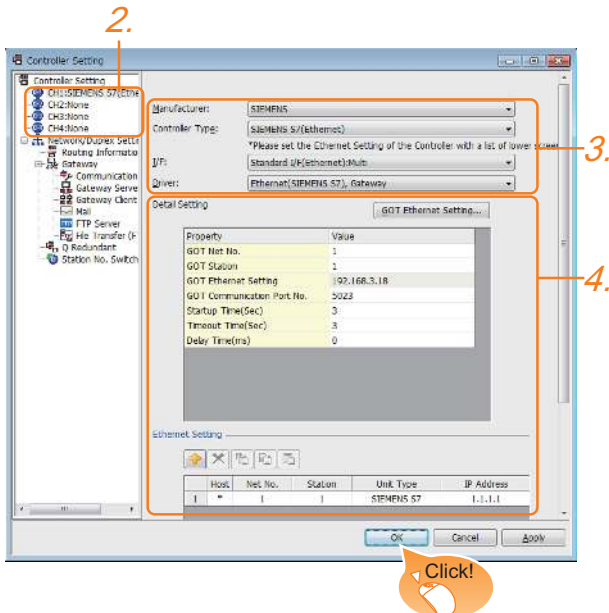 2.
Controller Setting
Controller Setting
CH1:SIEMENS S7(Ethe
CH2:None
CH3:None
CH4:None
Network/Duplex Sette
Routing Informatio
Gateway
Communication
Gateway Serve
Gateway Client
Mail
FTP Server
File Transfer (F
Q Redundant
Station No. Switch
Manufacturer: SIEMENS
Controller Type: SIEMENS S7(Ethernet)
*Please set the Ethernet Setting of the Controller with a list of lower screen
I/F: Standard I/F(Ethernet):Multi
Driver: Ethernet(SIEMENS S7), Gateway
3.
Detail Setting
GOT Ethernet Setting...
Property Value
GOT Net No. 1
GOT Station 1
GOT Ethernet Setting 192.168.3.18
GOT Communication Port No. 5023
Startup Time(Sec) 3
Timeout Time(Sec) 3
Delay Time(ms) 0
4.
Ethernet Setting
Host Net No. Station Unit Type IP Address
1 * 1 1 SIEMENS S7 1.1.1.1
OK Cancel Apply
Click!